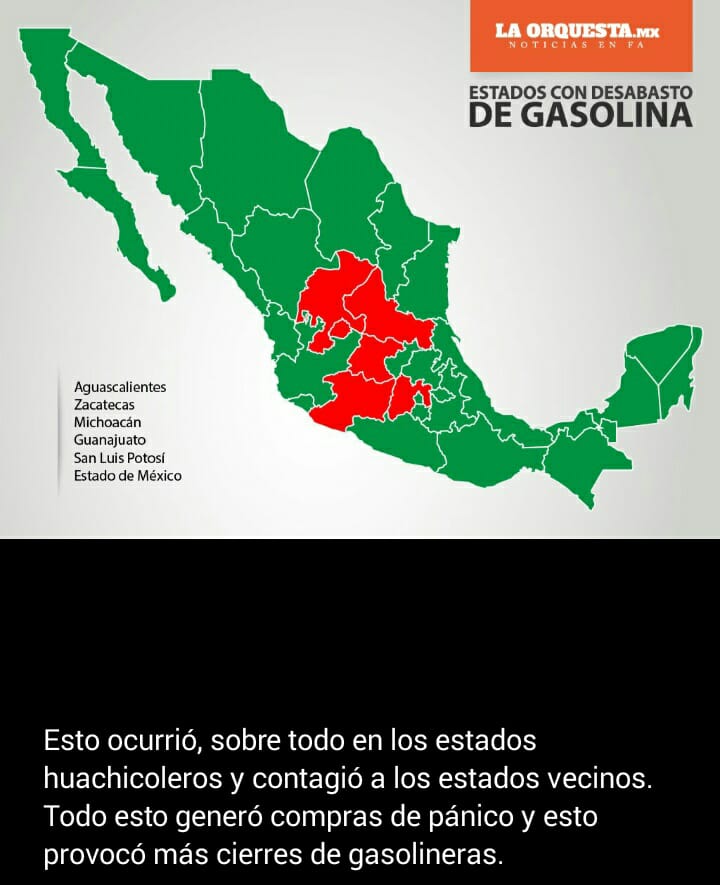 LA ORQUESTA.MX
NOTICIAS EN FA
ESTADOS CON DESABASTO
DE GASOLINA
Aguascalientes
Zacatecas
Michoacán
Guanajuato
San Luis Potosí
Estado de México
Esto ocurrió, sobre todo en los estados
huachicoleros y contagió a los estados vecinos.
Todo esto generó compras de pánico y esto
provocó más cierres de gasolineras.